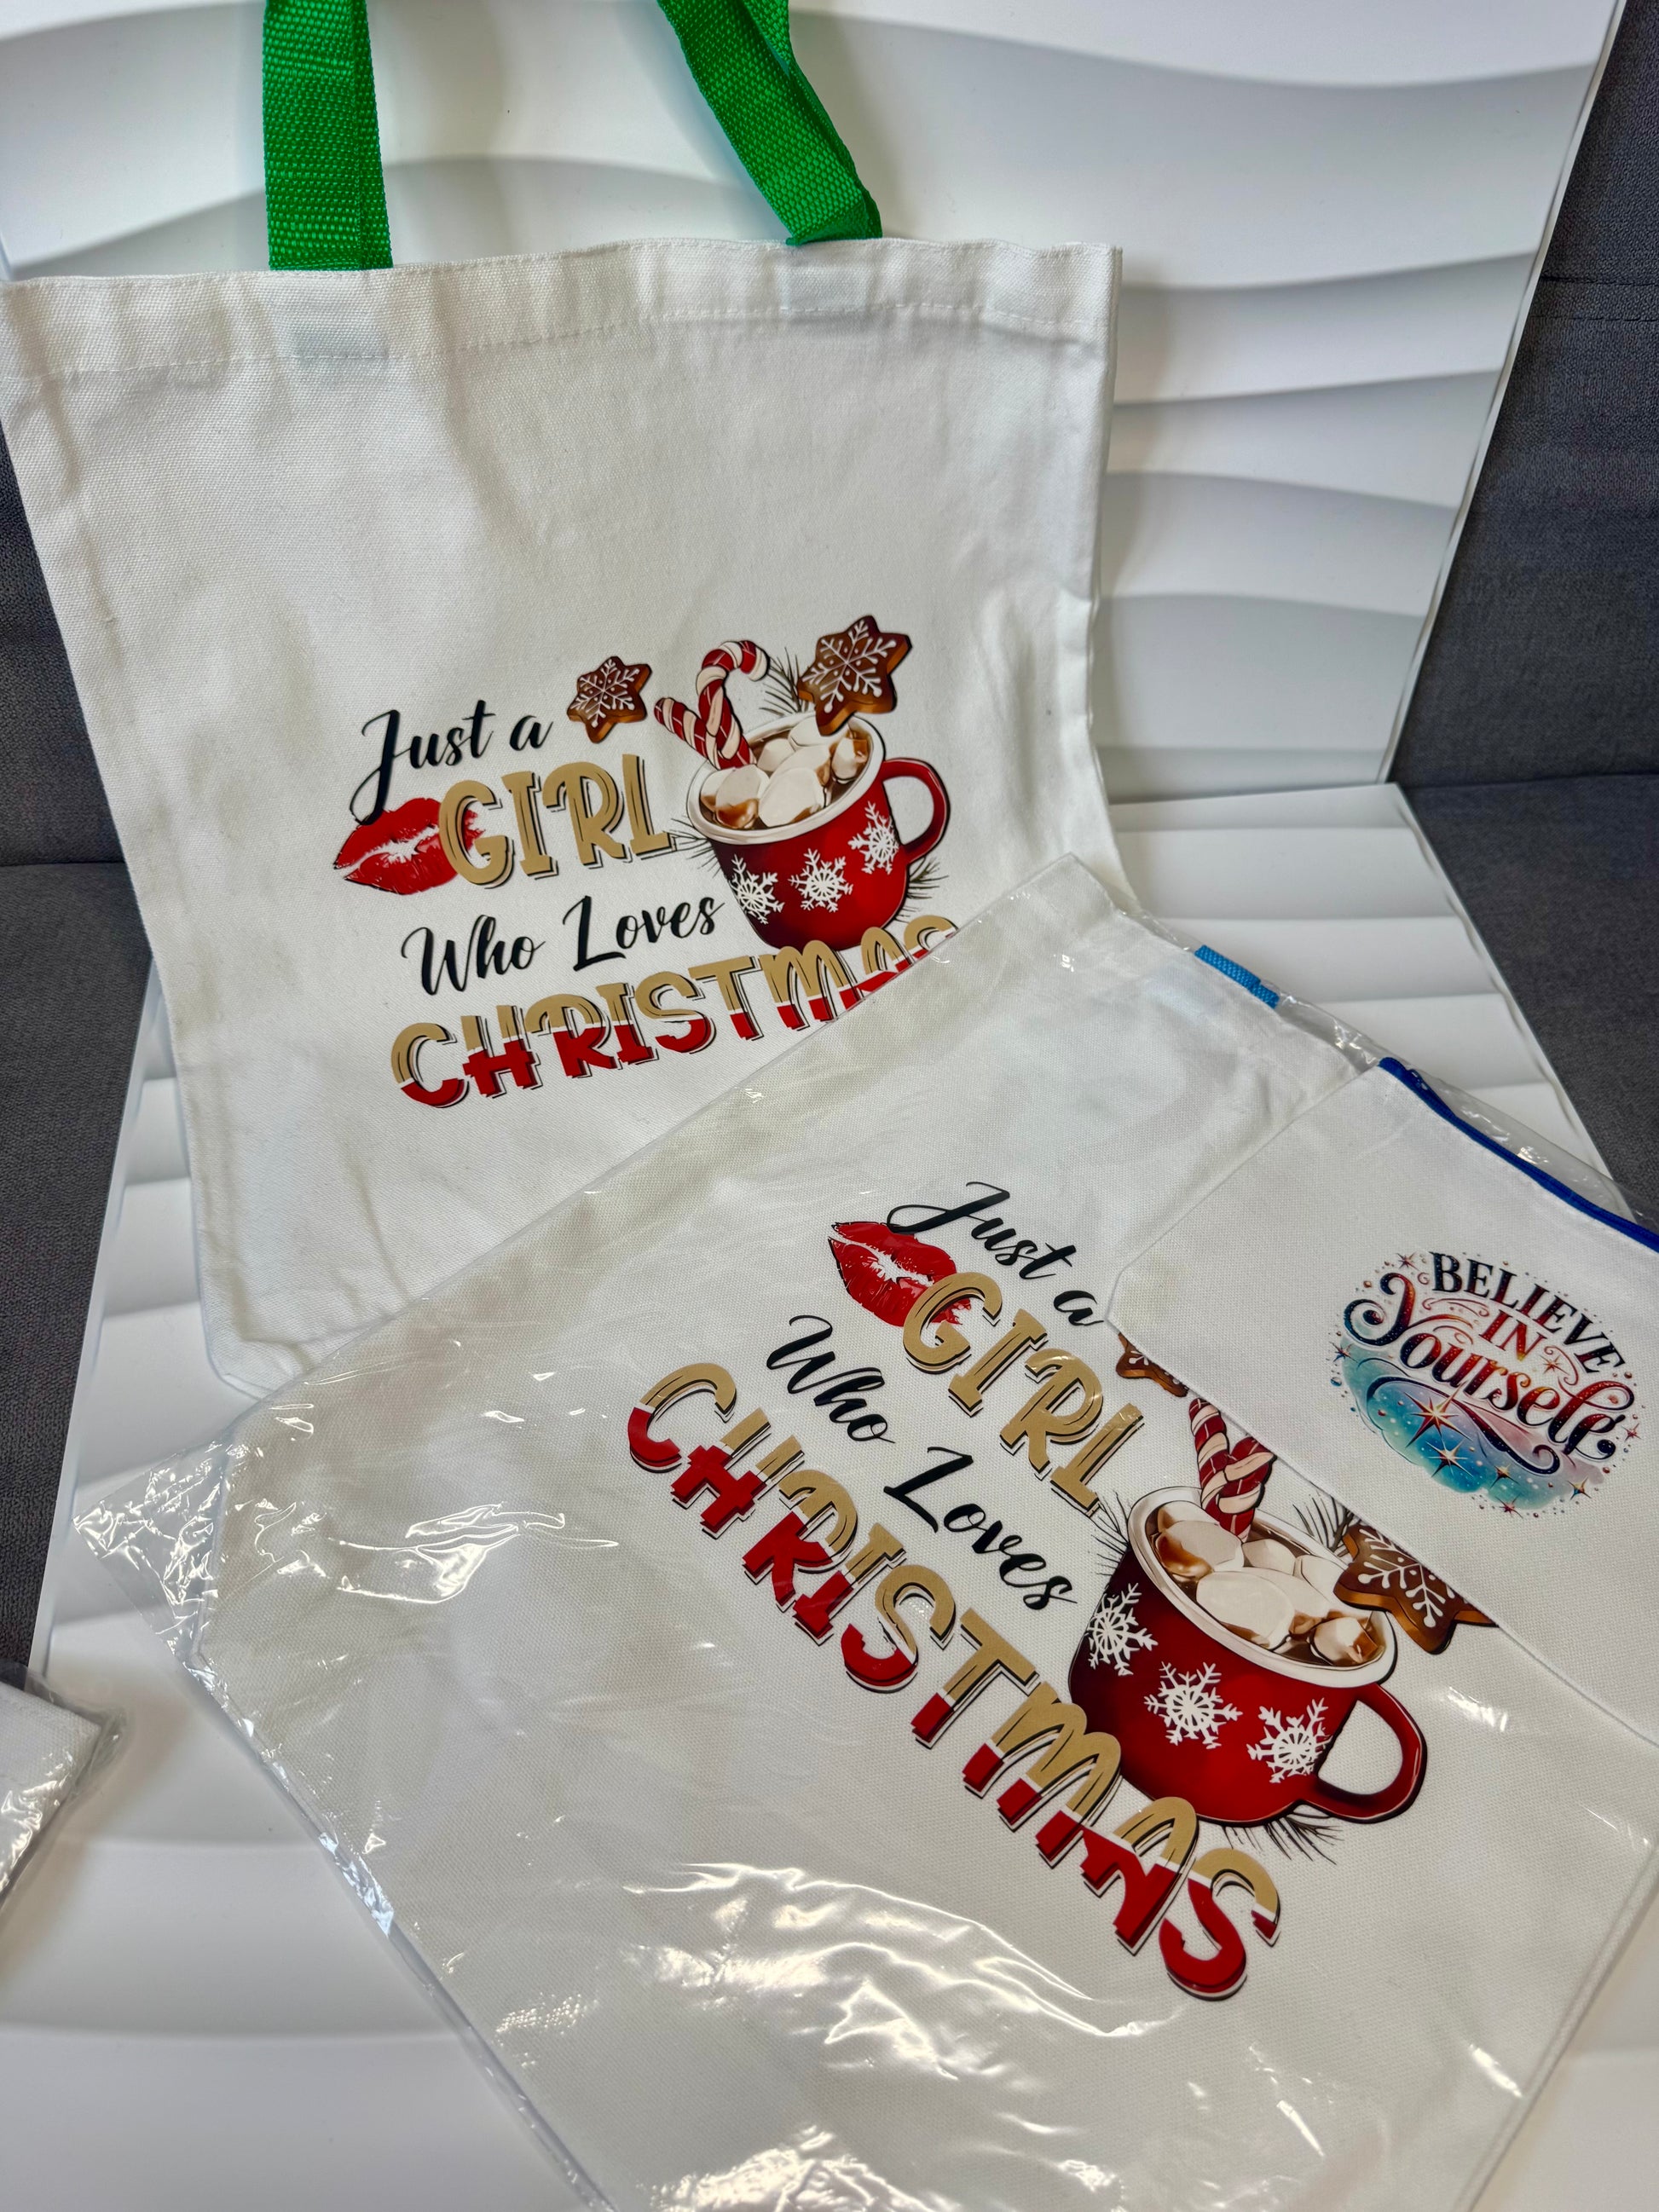 Just a
GIRL
Who Loves
CHRISTMAS
Just a
GIRL
Who Loves
CHRISTMAS
BELIEVE
IN
Yourself